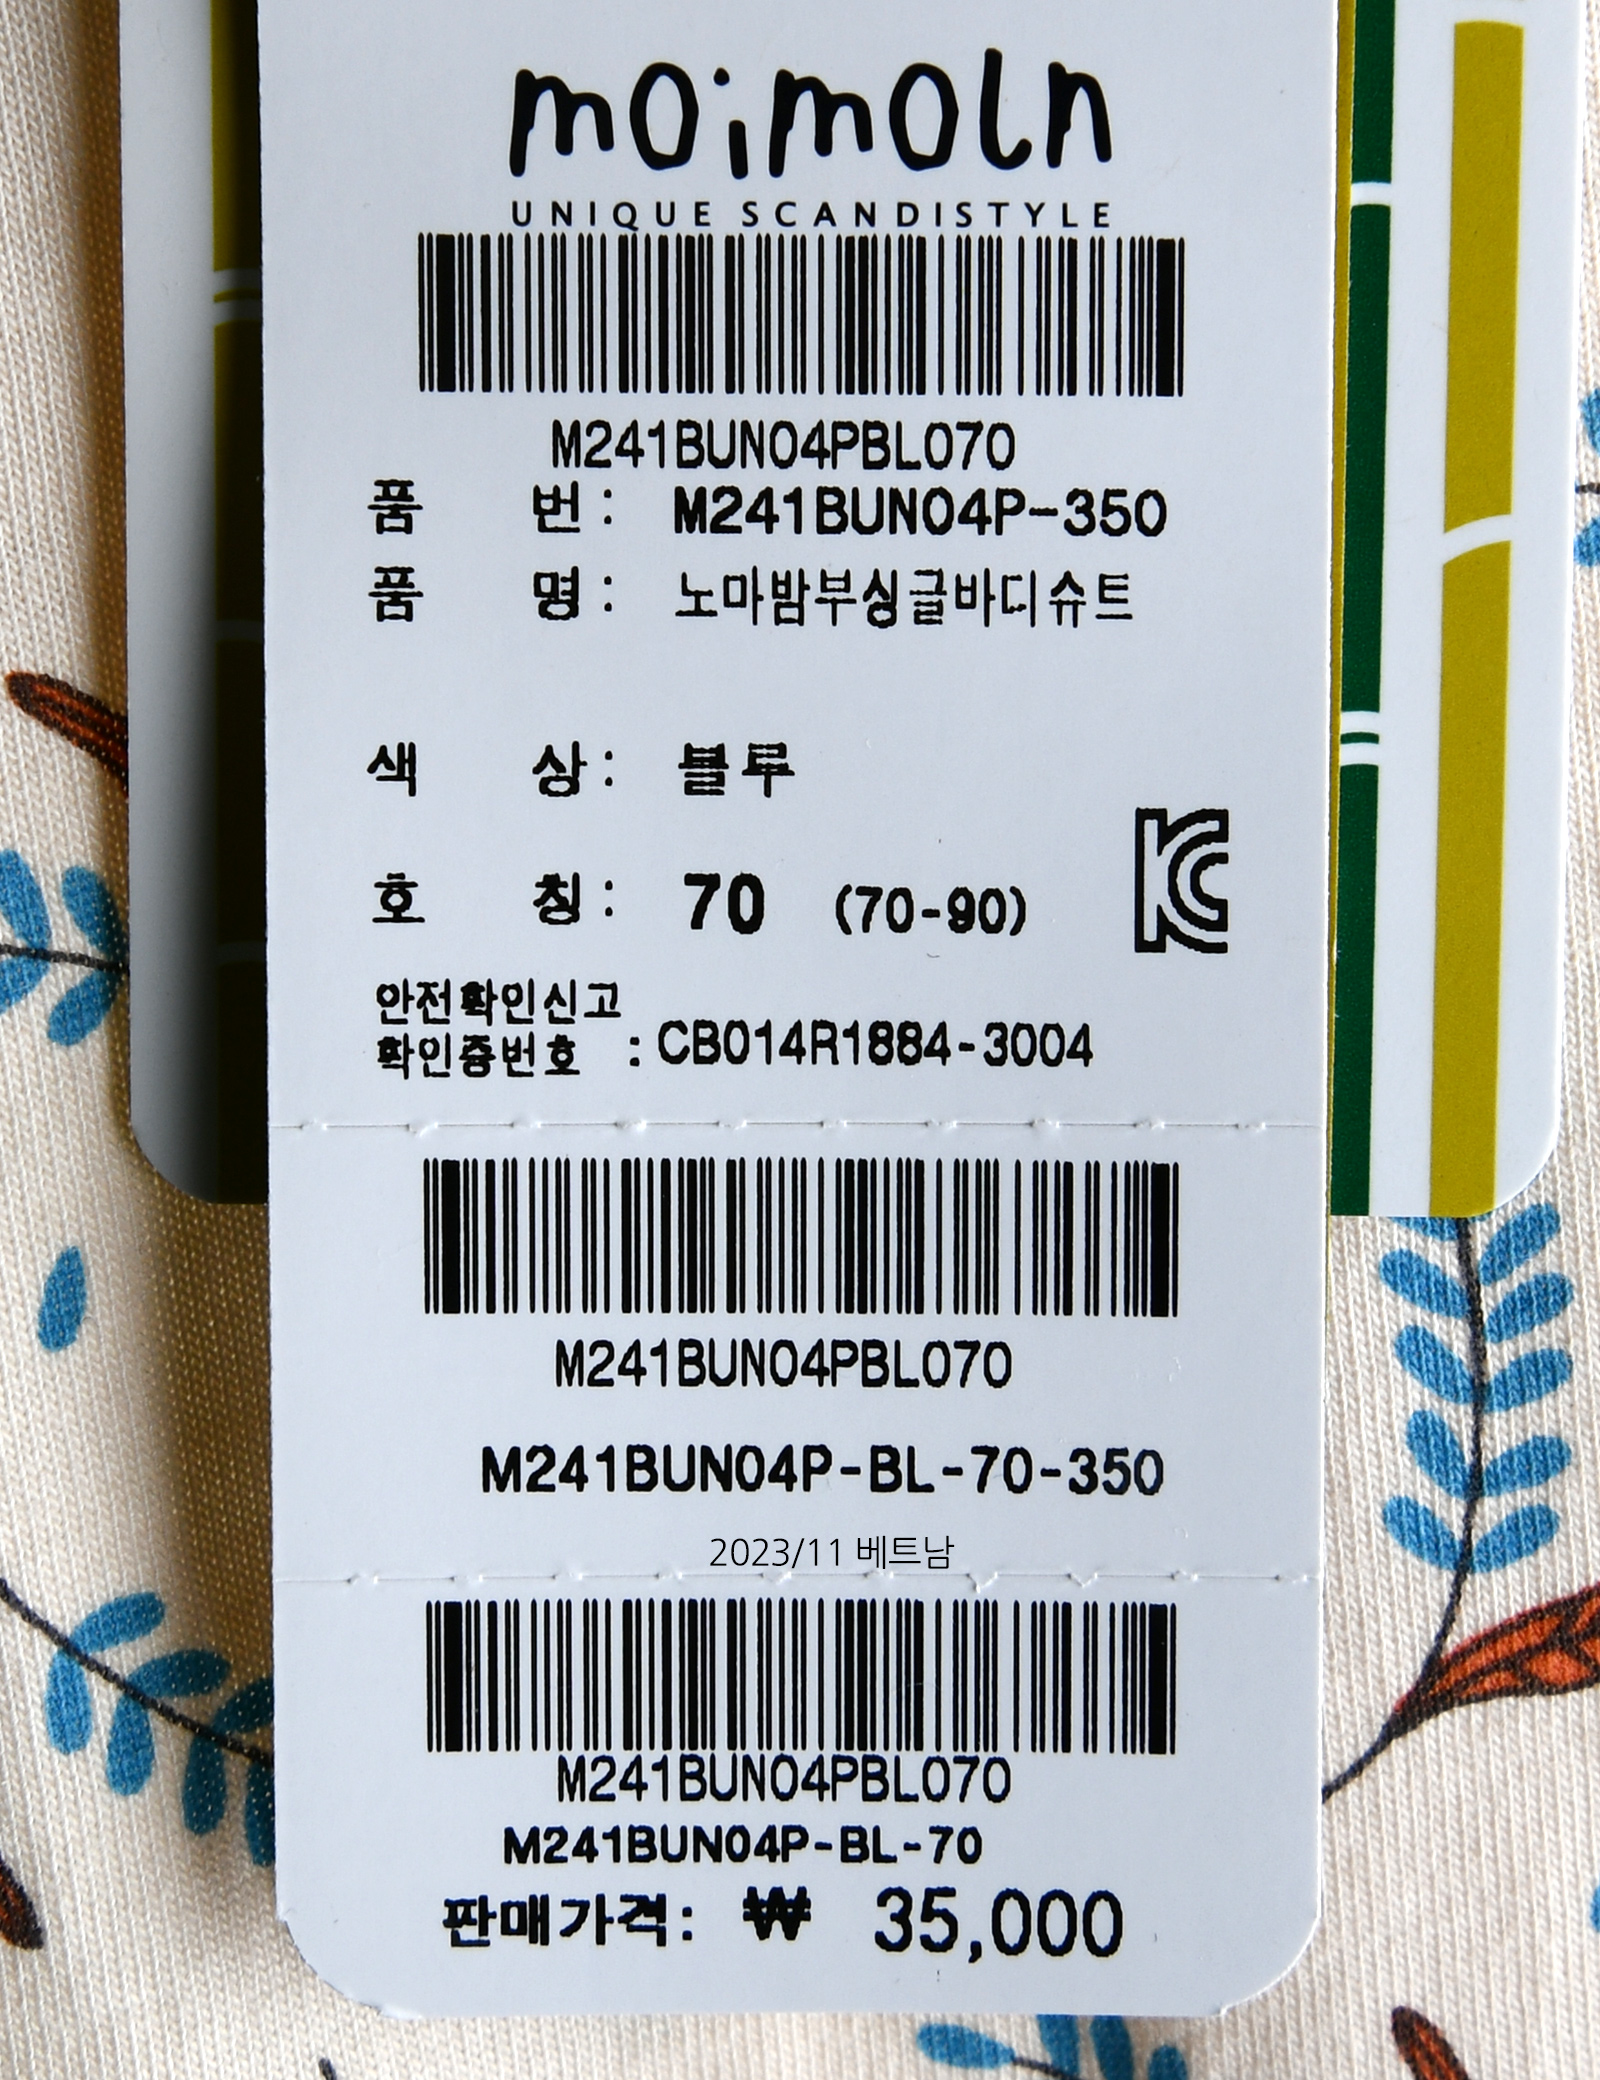 moimoln
UNIQUE SCANDISTYLE
M241BUN04PBL070
품 번 : M241BUN04P-350
품 명 : 노마밤부싱글바디슈트
색 상 : 블루
호 칭 : 70 (70-90)
KC
안전확인신고
확인증번호 : CB014R1884-3004
M241BUN04PBL070
M241BUN04P-BL-70-350
2023/11 베트남
M241BUN04PBL070
M241BUN04P-BL-70
판매가격: ₩ 35,000